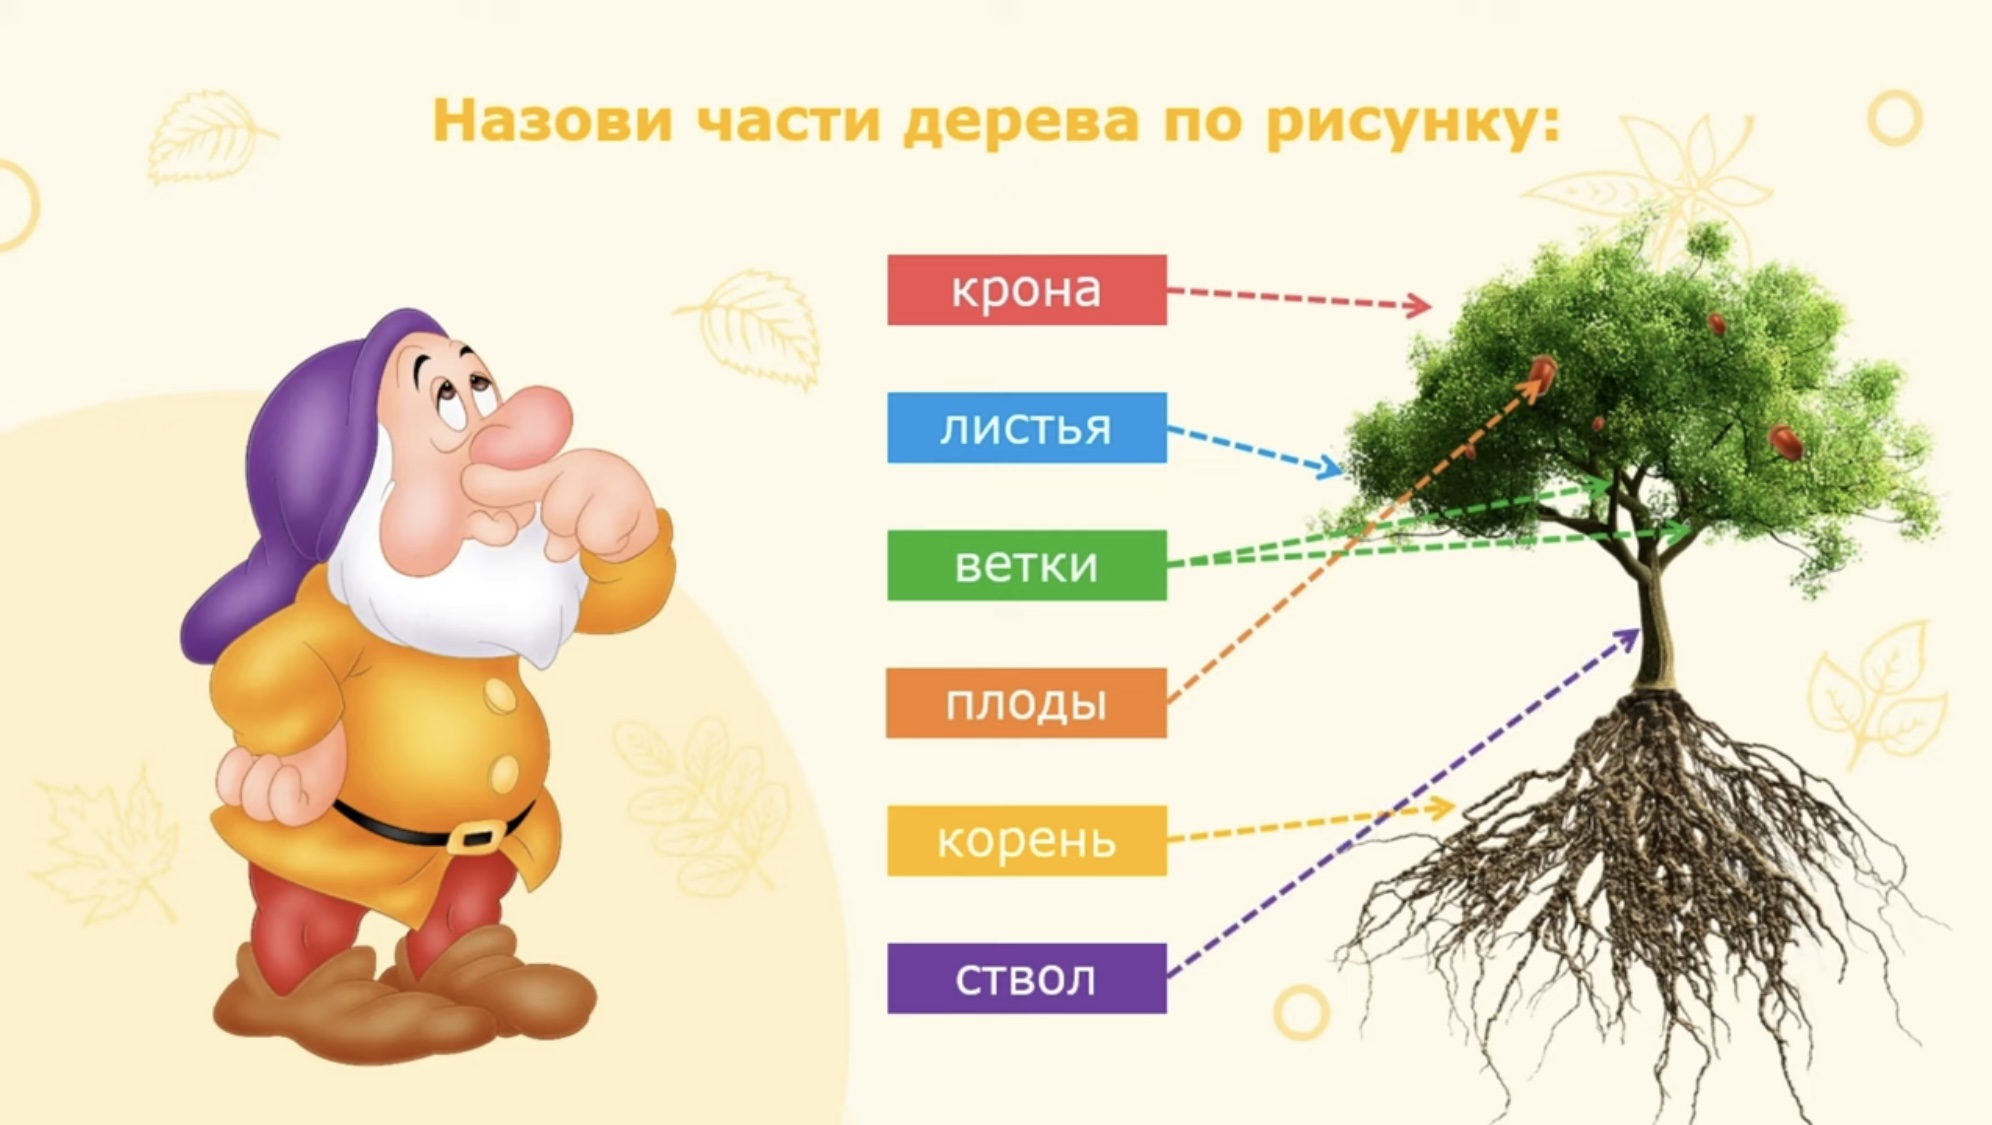 Назови части дерева по рисунку:
крона
листья
ветки
плоды
корень
ствол